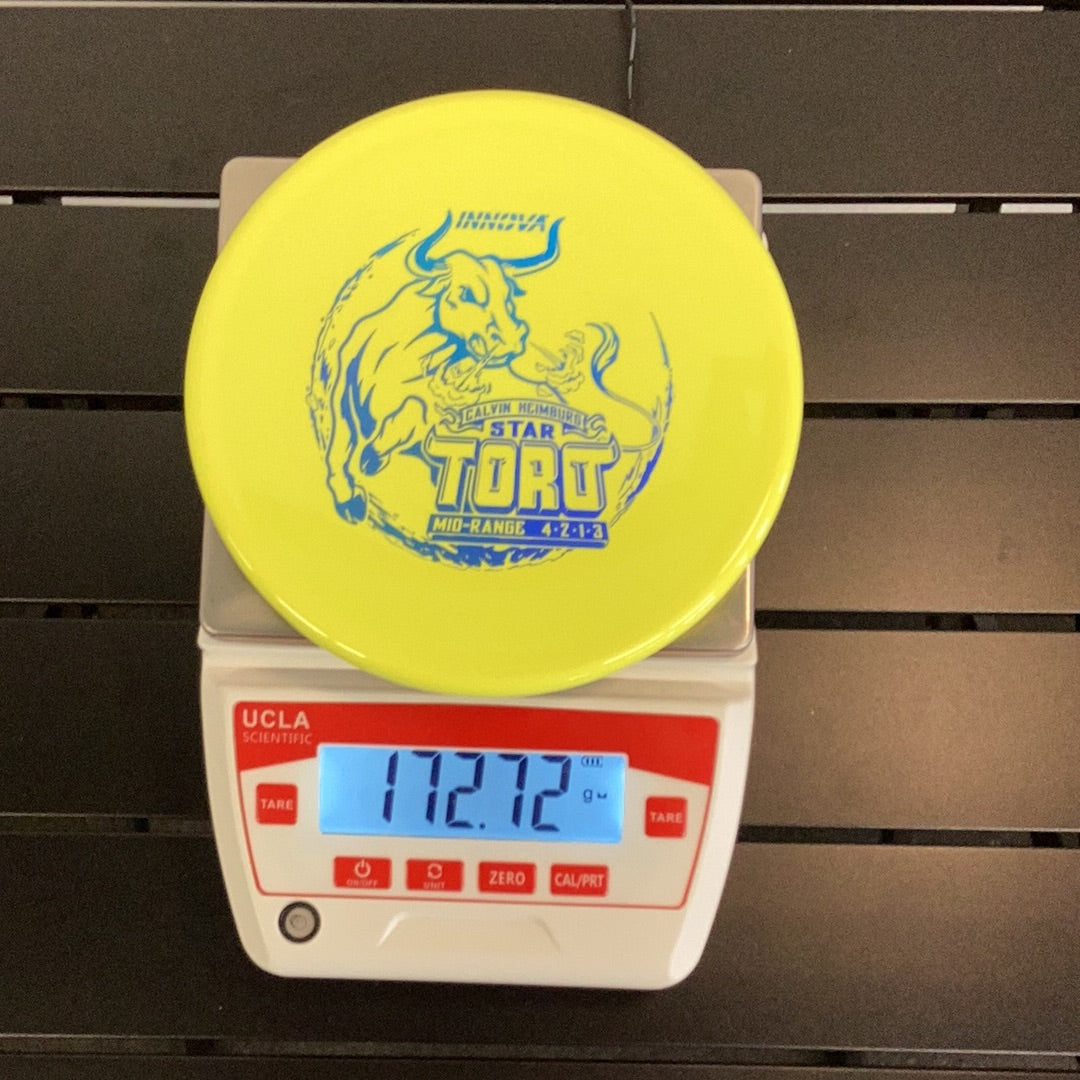 INNOVA
CALVIN HEIMBURG
STAR
TORO
MID-RANGE 4·2·1·3
UCLA
SCIENTIFIC
172.72
g
TARE
TARE
ON/OFF
UNIT
ZERO
CAL/PRT